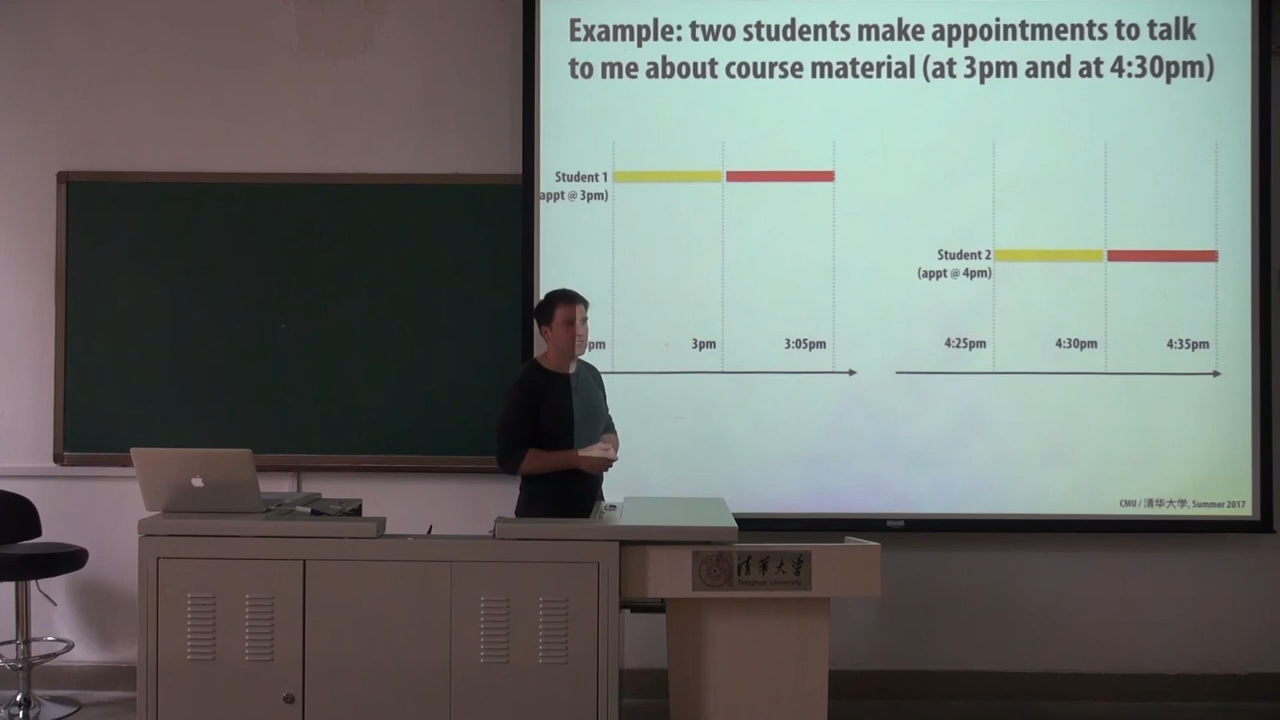 Example: two students make appointments to talk
to me about course material (at 3pm and at 4:30pm)
Student 1
appt @ 3pm)
Student 2
(appt @ 4pm)
pm
3pm
3:05pm
4:25pm
4:30pm
4:35pm
CMU / 清华大学, Summer 2017
清华大学
Tsinghua University